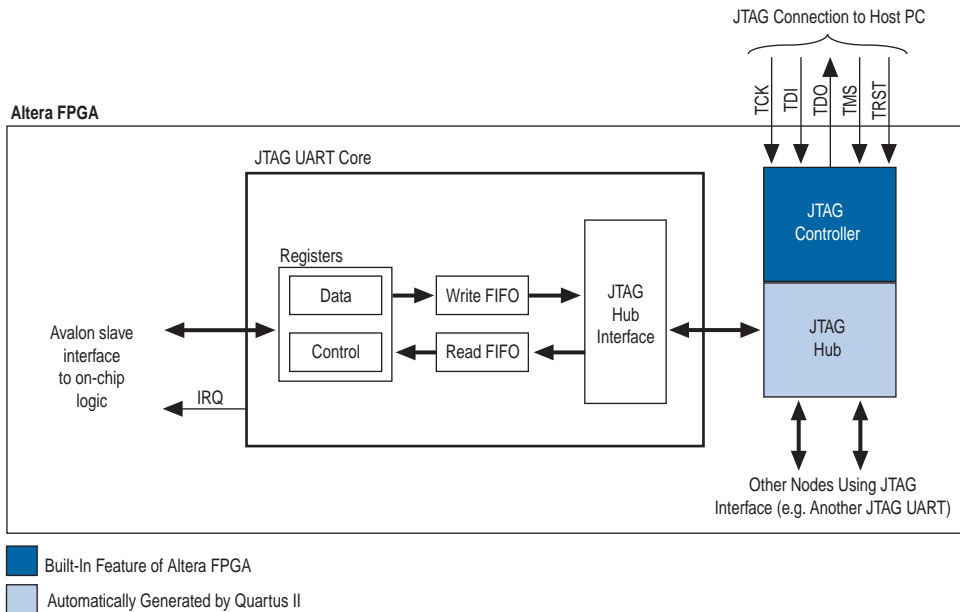 JTAG Connection to Host PC
TCK
TDI
TDO
TMS
TRST
Altera FPGA
JTAG UART Core
JTAG
Controller
Registers
Data
Write FIFO
JTAG
Hub
Interface
JTAG
Hub
Avalon slave
interface
to on-chip
logic
Control
Read FIFO
IRQ
Other Nodes Using JTAG
Interface (e.g. Another JTAG UART)
Built-In Feature of Altera FPGA
Automatically Generated by Quartus II